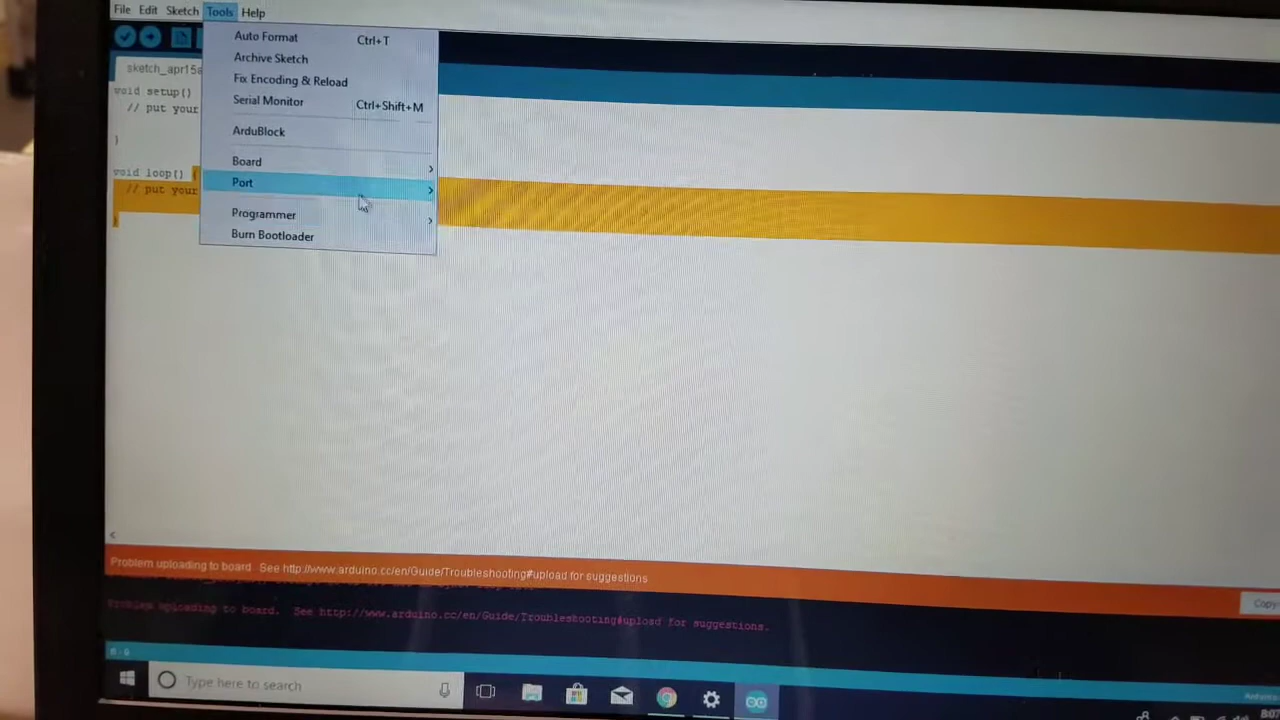 File Edit Sketch Tools Help
Auto Format Ctrl+T
Archive Sketch
Fix Encoding & Reload
Serial Monitor Ctrl+Shift+M
ArduBlock
Board
Port
Programmer
Burn Bootloader
sketch_apr15a
void setup()
// put your
}
void loop() {
// put your
}
Problem uploading to board. See http://www.arduino.cc/en/Guide/Troubleshooting#upload for suggestions
Copy
Problem uploading to board. See http://www.arduino.cc/en/Guide/Troubleshooting#upload for suggestions.
Type here to search